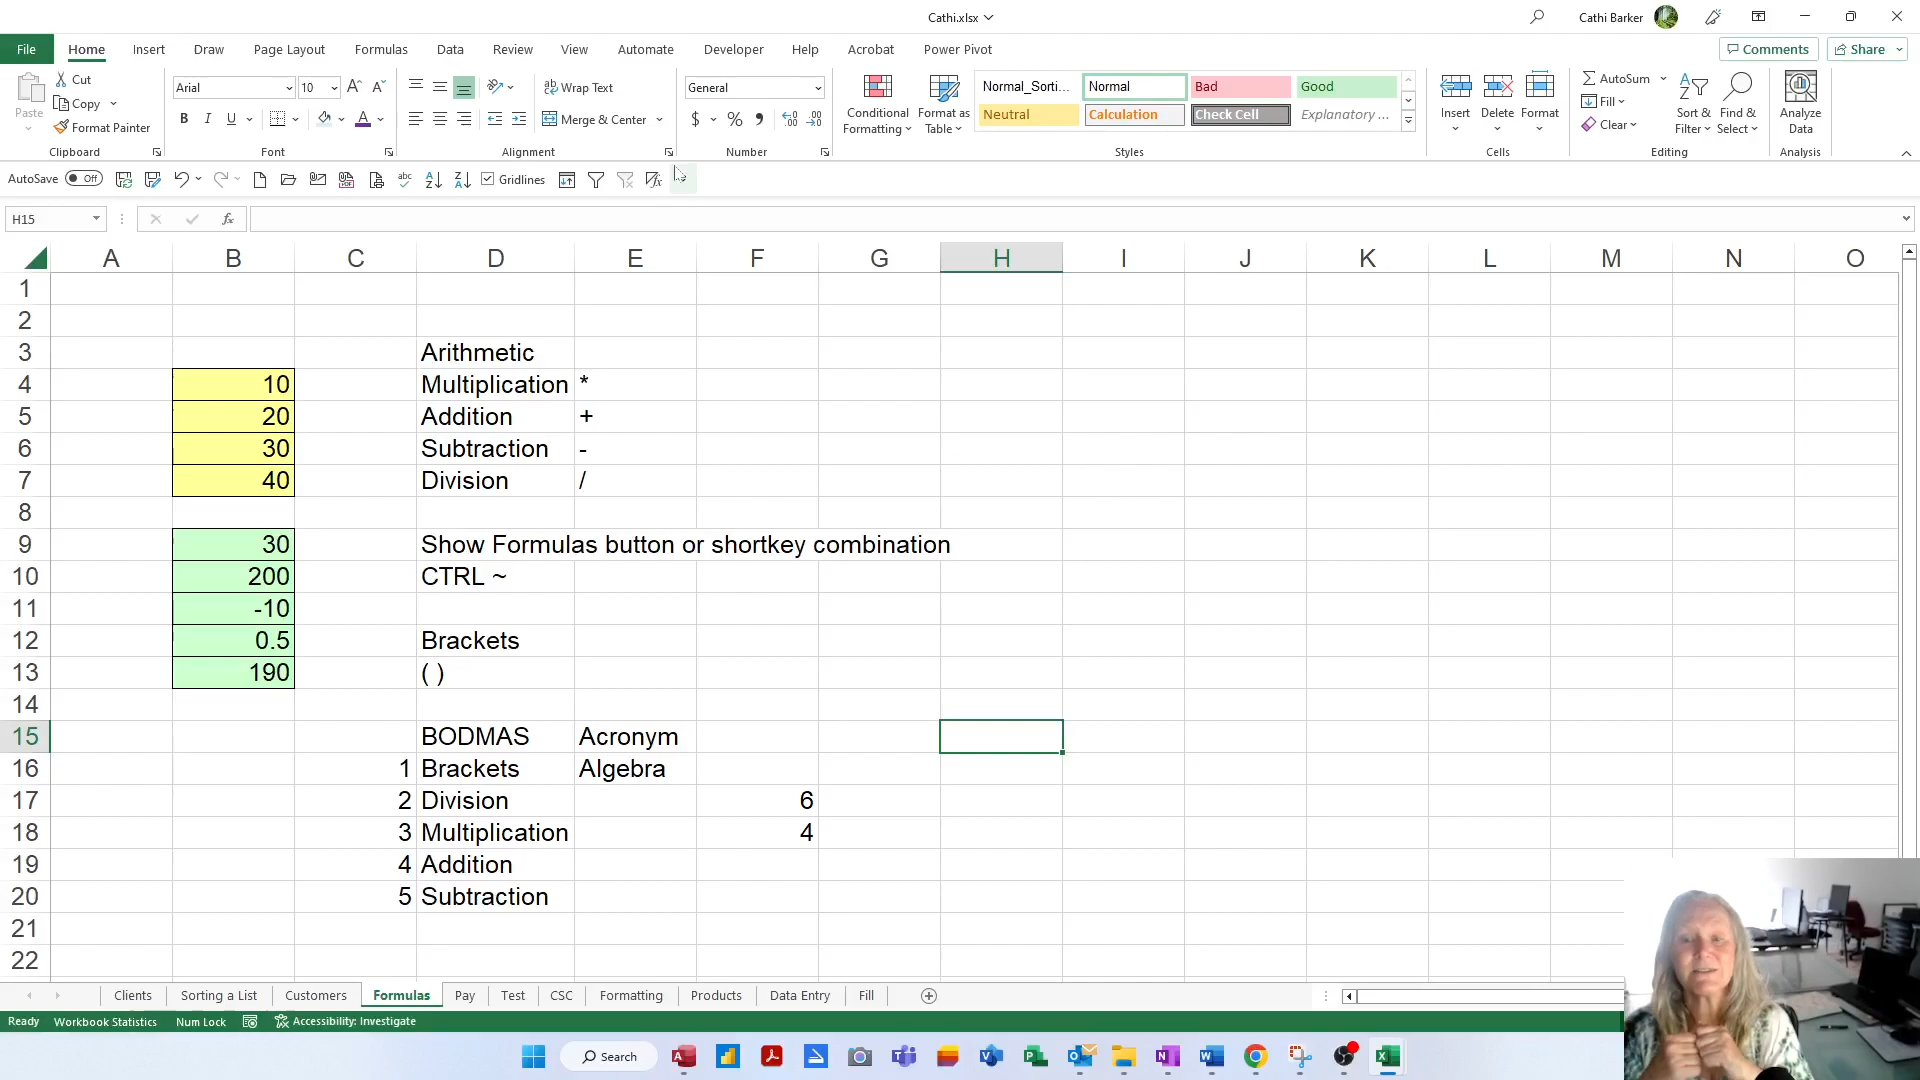 Cathi.xlsx
Cathi Barker
File Home Insert Draw Page Layout Formulas Data Review View Automate Developer Help Acrobat Power Pivot
Comments Share
Paste
Cut
Copy
Format Painter
Clipboard
Arial 10
B I U
Font
Wrap Text
Merge & Center
Alignment
General
$ % ,
Number
Conditional Formatting
Format as Table
Normal_Sorti... Normal Bad Good
Neutral Calculation Check Cell Explanatory ...
Styles
Insert Delete Format
Cells
AutoSum
Fill
Clear
Sort & Filter
Find & Select
Editing
Analyze Data
Analysis
AutoSave Off
Gridlines
H15
fx
A B C D E F G H I J K L M N O
1
2
3 Arithmetic
4 10 Multiplication *
5 20 Addition +
6 30 Subtraction -
7 40 Division /
8
9 30 Show Formulas button or shortkey combination
10 200 CTRL ~
11 -10
12 0.5 Brackets
13 190 ( )
14
15 BODMAS Acronym
16 1 Brackets Algebra
17 2 Division 6
18 3 Multiplication 4
19 4 Addition
20 5 Subtraction
21
22
Clients Sorting a List Customers Formulas Pay Test CSC Formatting Products Data Entry Fill
Ready Workbook Statistics Num Lock Accessibility: Investigate
Search